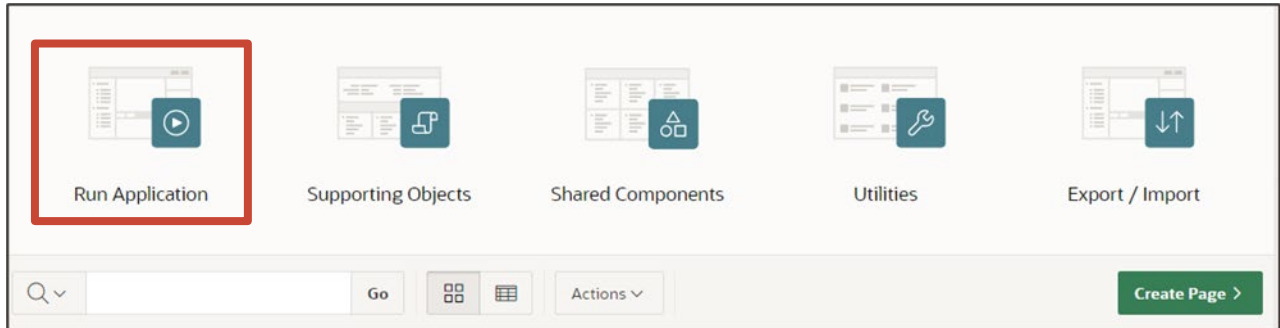 Run Application
Supporting Objects
Shared Components
Utilities
Export / Import
Go
Actions
Create Page